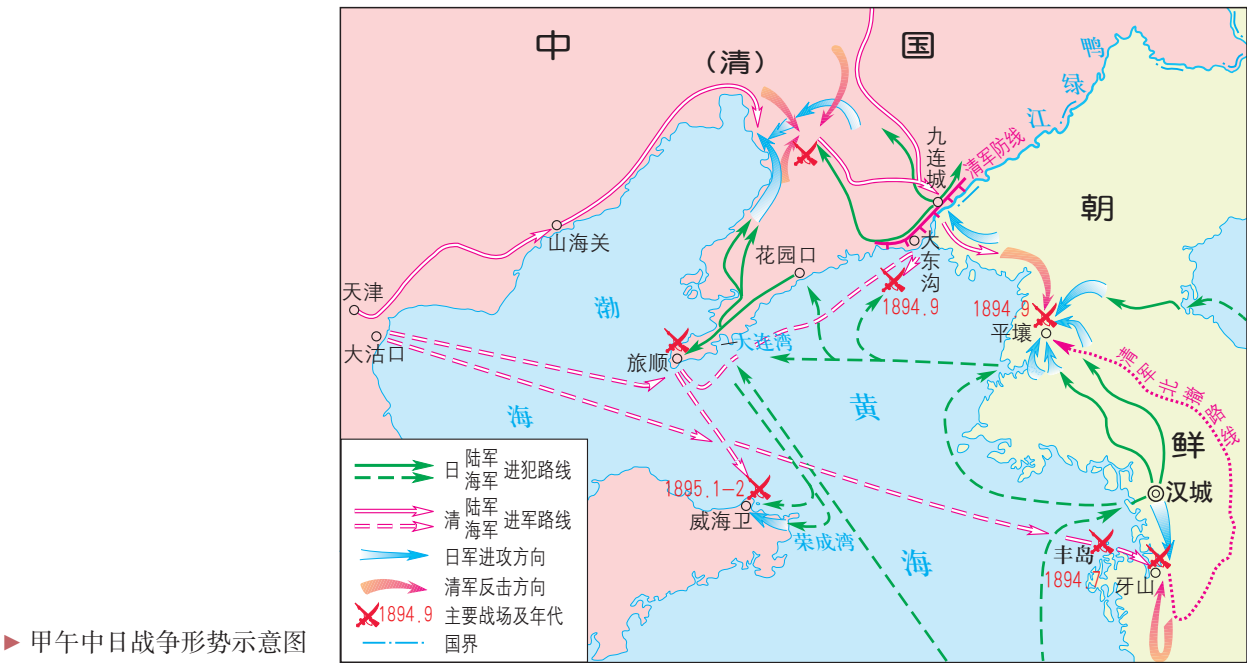 中
国
（清）
鸭
绿
江
九连城
清军防线
朝
山海关
花园口
大东沟
天津
渤
1894.9
1894.9
平壤
大沽口
大连湾
旅顺
清军北撤路线
黄
海
鲜
日 陆军 海军 进犯路线
1895.1-2
汉城
威海卫
清 陆军 海军 进军路线
荣成湾
日军进攻方向
丰岛
海
清军反击方向
1894.7
牙山
1894.9 主要战场及年代
国界
▶ 甲午中日战争形势示意图